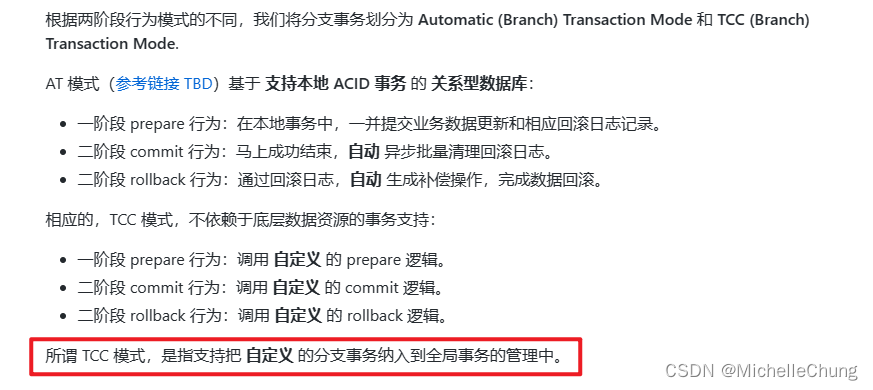 根据两阶段行为模式的不同，我们将分支事务划分为 Automatic (Branch) Transaction Mode 和 TCC (Branch)
Transaction Mode.
AT 模式（参考链接 TBD）基于 支持本地 ACID 事务 的 关系型数据库：
• 一阶段 prepare 行为：在本地事务中，一并提交业务数据更新和相应回滚日志记录。
• 二阶段 commit 行为：马上成功结束，自动 异步批量清理回滚日志。
• 二阶段 rollback 行为：通过回滚日志，自动 生成补偿操作，完成数据回滚。
相应的，TCC 模式，不依赖于底层数据资源的事务支持：
• 一阶段 prepare 行为：调用 自定义 的 prepare 逻辑。
• 二阶段 commit 行为：调用 自定义 的 commit 逻辑。
• 二阶段 rollback 行为：调用 自定义 的 rollback 逻辑。
所谓 TCC 模式，是指支持把 自定义 的分支事务纳入到全局事务的管理中。
CSDN @MichelleChung